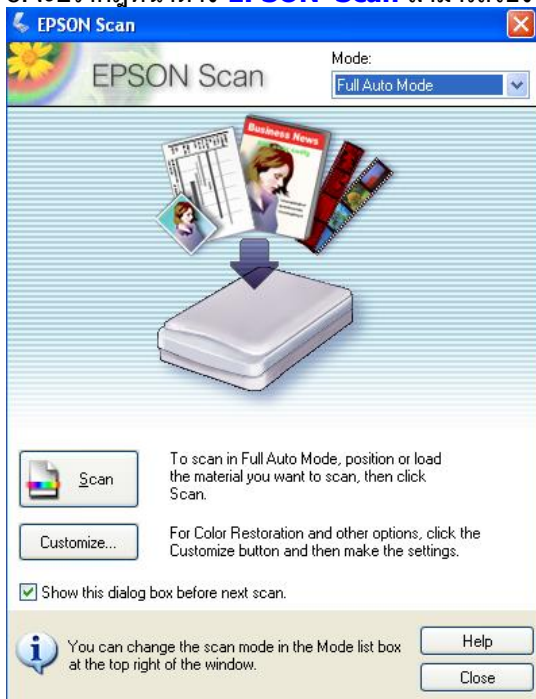 EPSON Scan
EPSON Scan
EPSON Scan
Mode:
Full Auto Mode
Business News
Scan
To scan in Full Auto Mode, position or load
the material you want to scan, then click
Scan.
Customize...
For Color Restoration and other options, click the
Customize button and then make the settings.
Show this dialog box before next scan.
You can change the scan mode in the Mode list box
at the top right of the window.
Help
Close